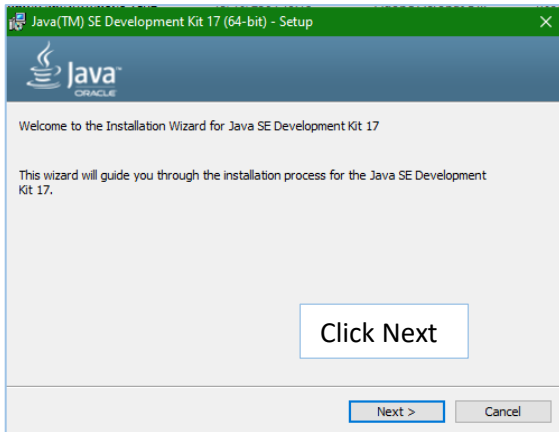 Java(TM) SE Development Kit 17 (64-bit) - Setup
Java™
ORACLE
Welcome to the Installation Wizard for Java SE Development Kit 17
This wizard will guide you through the installation process for the Java SE Development
Kit 17.
Click Next
Next >
Cancel